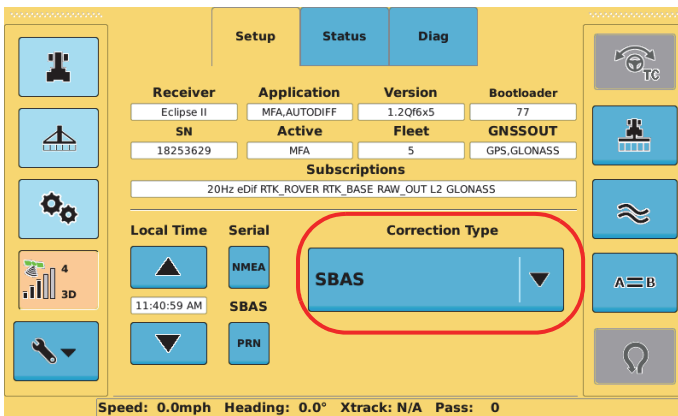 Setup Status Diag
TC
Receiver Application Version Bootloader
Eclipse II MFA,AUTODIFF 1.2Qf6x5 77
SN Active Fleet GNSSOUT
18253629 MFA 5 GPS,GLONASS
Subscriptions
20Hz eDif RTK_ROVER RTK_BASE RAW_OUT L2 GLONASS
Local Time Serial Correction Type
4
3D
NMEA
SBAS
A=B
11:40:59 AM SBAS
PRN
Speed: 0.0mph Heading: 0.0° Xtrack: N/A Pass: 0